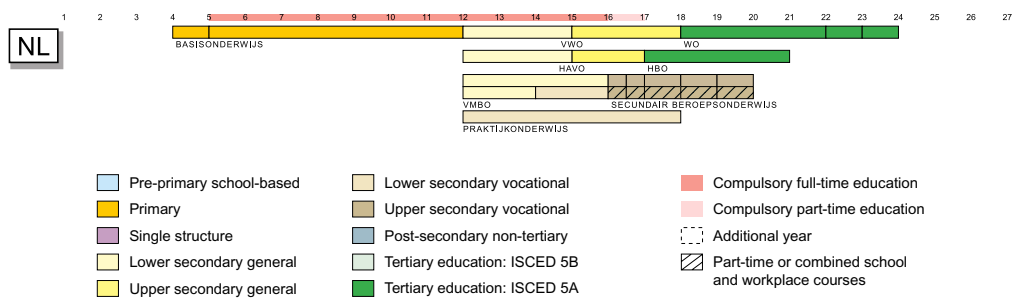 1 2 3 4 5 6 7 8 9 10 11 12 13 14 15 16 17 18 19 20 21 22 23 24 25 26 27
NL
BASISONDERWIJS VWO WO
HAVO HBO
VMBO SECUNDAIR BEROEPSONDERWIJS
PRAKTIJKONDERWIJS
Pre-primary school-based
Primary
Single structure
Lower secondary general
Upper secondary general
Lower secondary vocational
Upper secondary vocational
Post-secondary non-tertiary
Tertiary education: ISCED 5B
Tertiary education: ISCED 5A
Compulsory full-time education
Compulsory part-time education
Additional year
Part-time or combined school
and workplace courses